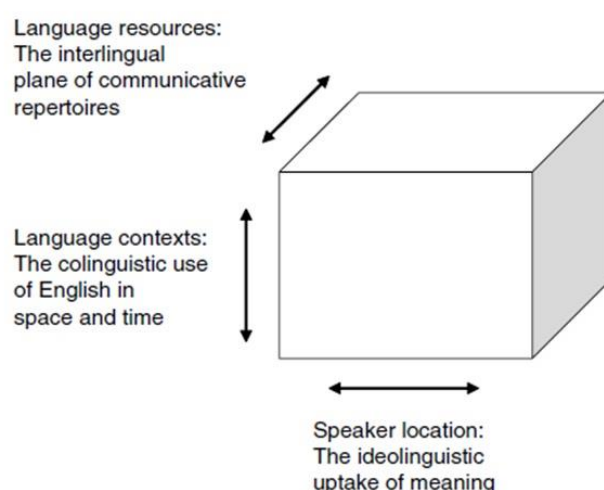 Language resources:
The interlingual
plane of communicative
repertoires
Language contexts:
The colinguistic use
of English in
space and time
Speaker location:
The ideolinguistic
uptake of meaning